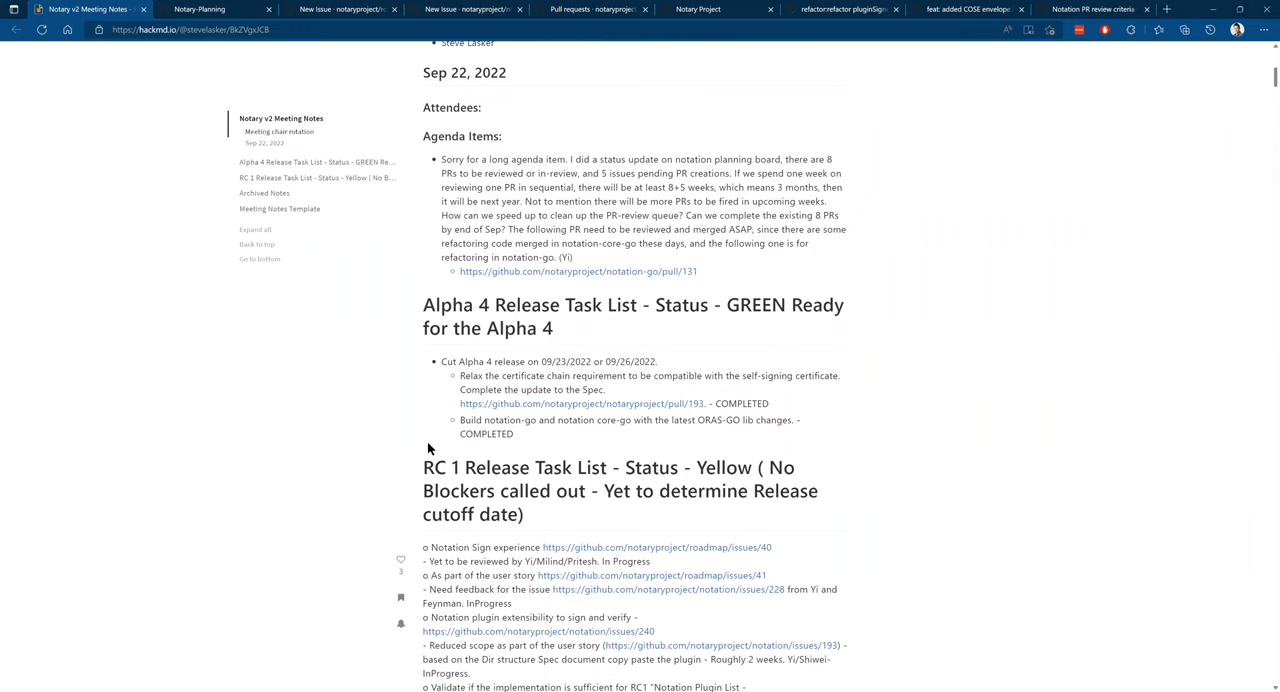 Notary v2 Meeting Notes -
Notary-Planning
New Issue · notaryproject/ro
New Issue · notaryproject/no
Pull requests · notaryprojec
Notary Project
refactor:refactor pluginSign
feat: added COSE envelope
Notation PR review criteria
https://hackmd.io/@stevelasker/BkZVgxJCB
Steve Lasker
Sep 22, 2022
Attendees:
Agenda Items:
Notary v2 Meeting Notes
Meeting chair rotation
Sep 22, 2022
Alpha 4 Release Task List - Status - GREEN Re...
RC 1 Release Task List - Status - Yellow ( No B...
Archived Notes
Meeting Notes Template
Expand all
Back to top
Go to bottom
• Sorry for a long agenda item. I did a status update on notation planning board, there are 8
PRs to be reviewed or in-review, and 5 issues pending PR creations. If we spend one week on
reviewing one PR in sequential, there will be at least 8+5 weeks, which means 3 months, then
it will be next year. Not to mention there will be more PRs to be fired in upcoming weeks.
How can we speed up to clean up the PR-review queue? Can we complete the existing 8 PRs
by end of Sep? The following PR need to be reviewed and merged ASAP, since there are some
refactoring code merged in notation-core-go these days, and the following one is for
refactoring in notation-go. (Yi)
https://github.com/notaryproject/notation-go/pull/131
Alpha 4 Release Task List - Status - GREEN Ready
for the Alpha 4
• Cut Alpha 4 release on 09/23/2022 or 09/26/2022.
Relax the certificate chain requirement to be compatible with the self-signing certificate.
Complete the update to the Spec.
https://github.com/notaryproject/notaryproject/pull/193. - COMPLETED
Build notation-go and notation core-go with the latest ORAS-GO lib changes. -
COMPLETED
RC 1 Release Task List - Status - Yellow ( No
Blockers called out - Yet to determine Release
cutoff date)
o Notation Sign experience https://github.com/notaryproject/roadmap/issues/40
- Yet to be reviewed by Yi/Milind/Pritesh. In Progress
o As part of the user story https://github.com/notaryproject/roadmap/issues/41
- Need feedback for the issue https://github.com/notaryproject/notation/issues/228 from Yi and
Feynman. InProgress
o Notation plugin extensibility to sign and verify -
https://github.com/notaryproject/notation/issues/240
- Reduced scope as part of the user story (https://github.com/notaryproject/notation/issues/193) -
based on the Dir structure Spec document copy paste the plugin - Roughly 2 weeks. Yi/Shiwei-
InProgress.
o Validate if the implementation is sufficient for RC1 "Notation Plugin List -
3